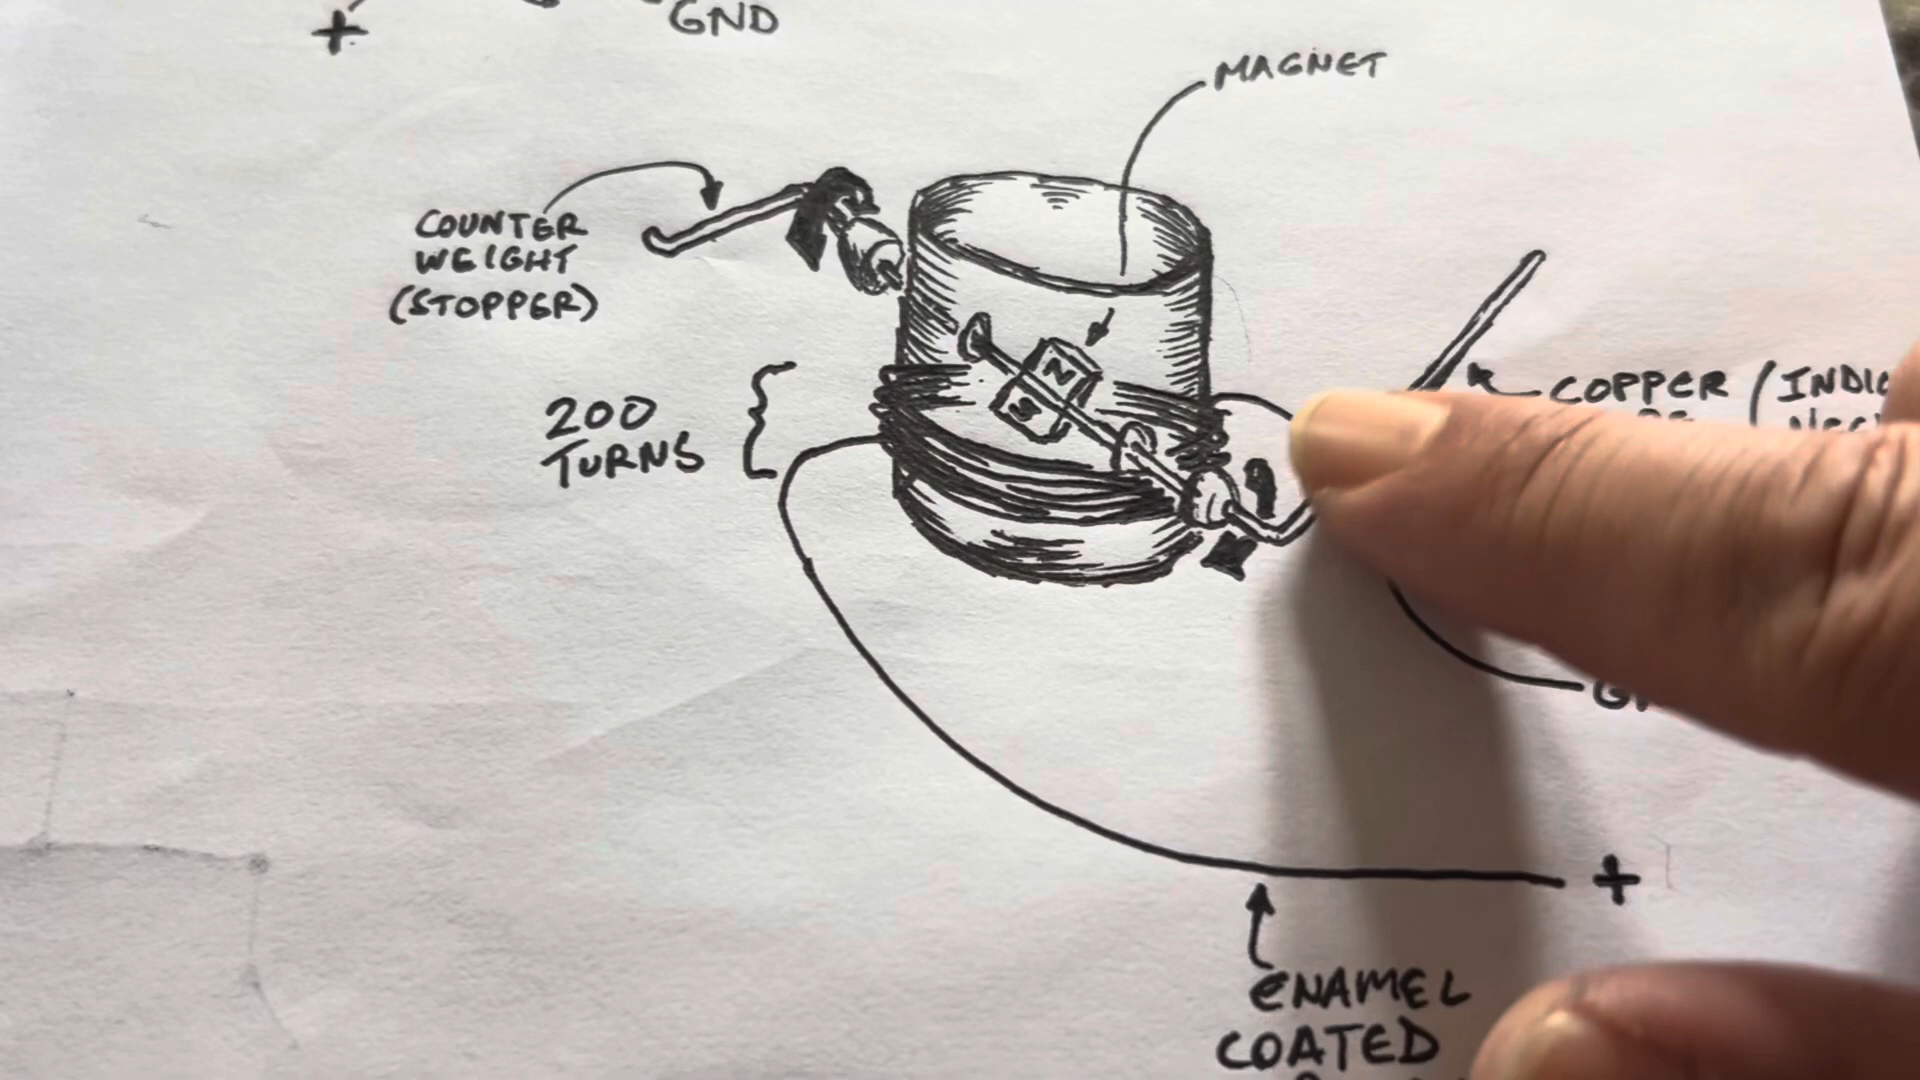 +
GND
MAGNET
COUNTER
WEIGHT
(STOPPER)
200
TURNS
N
S
COPPER
+
ENAMEL
COATED